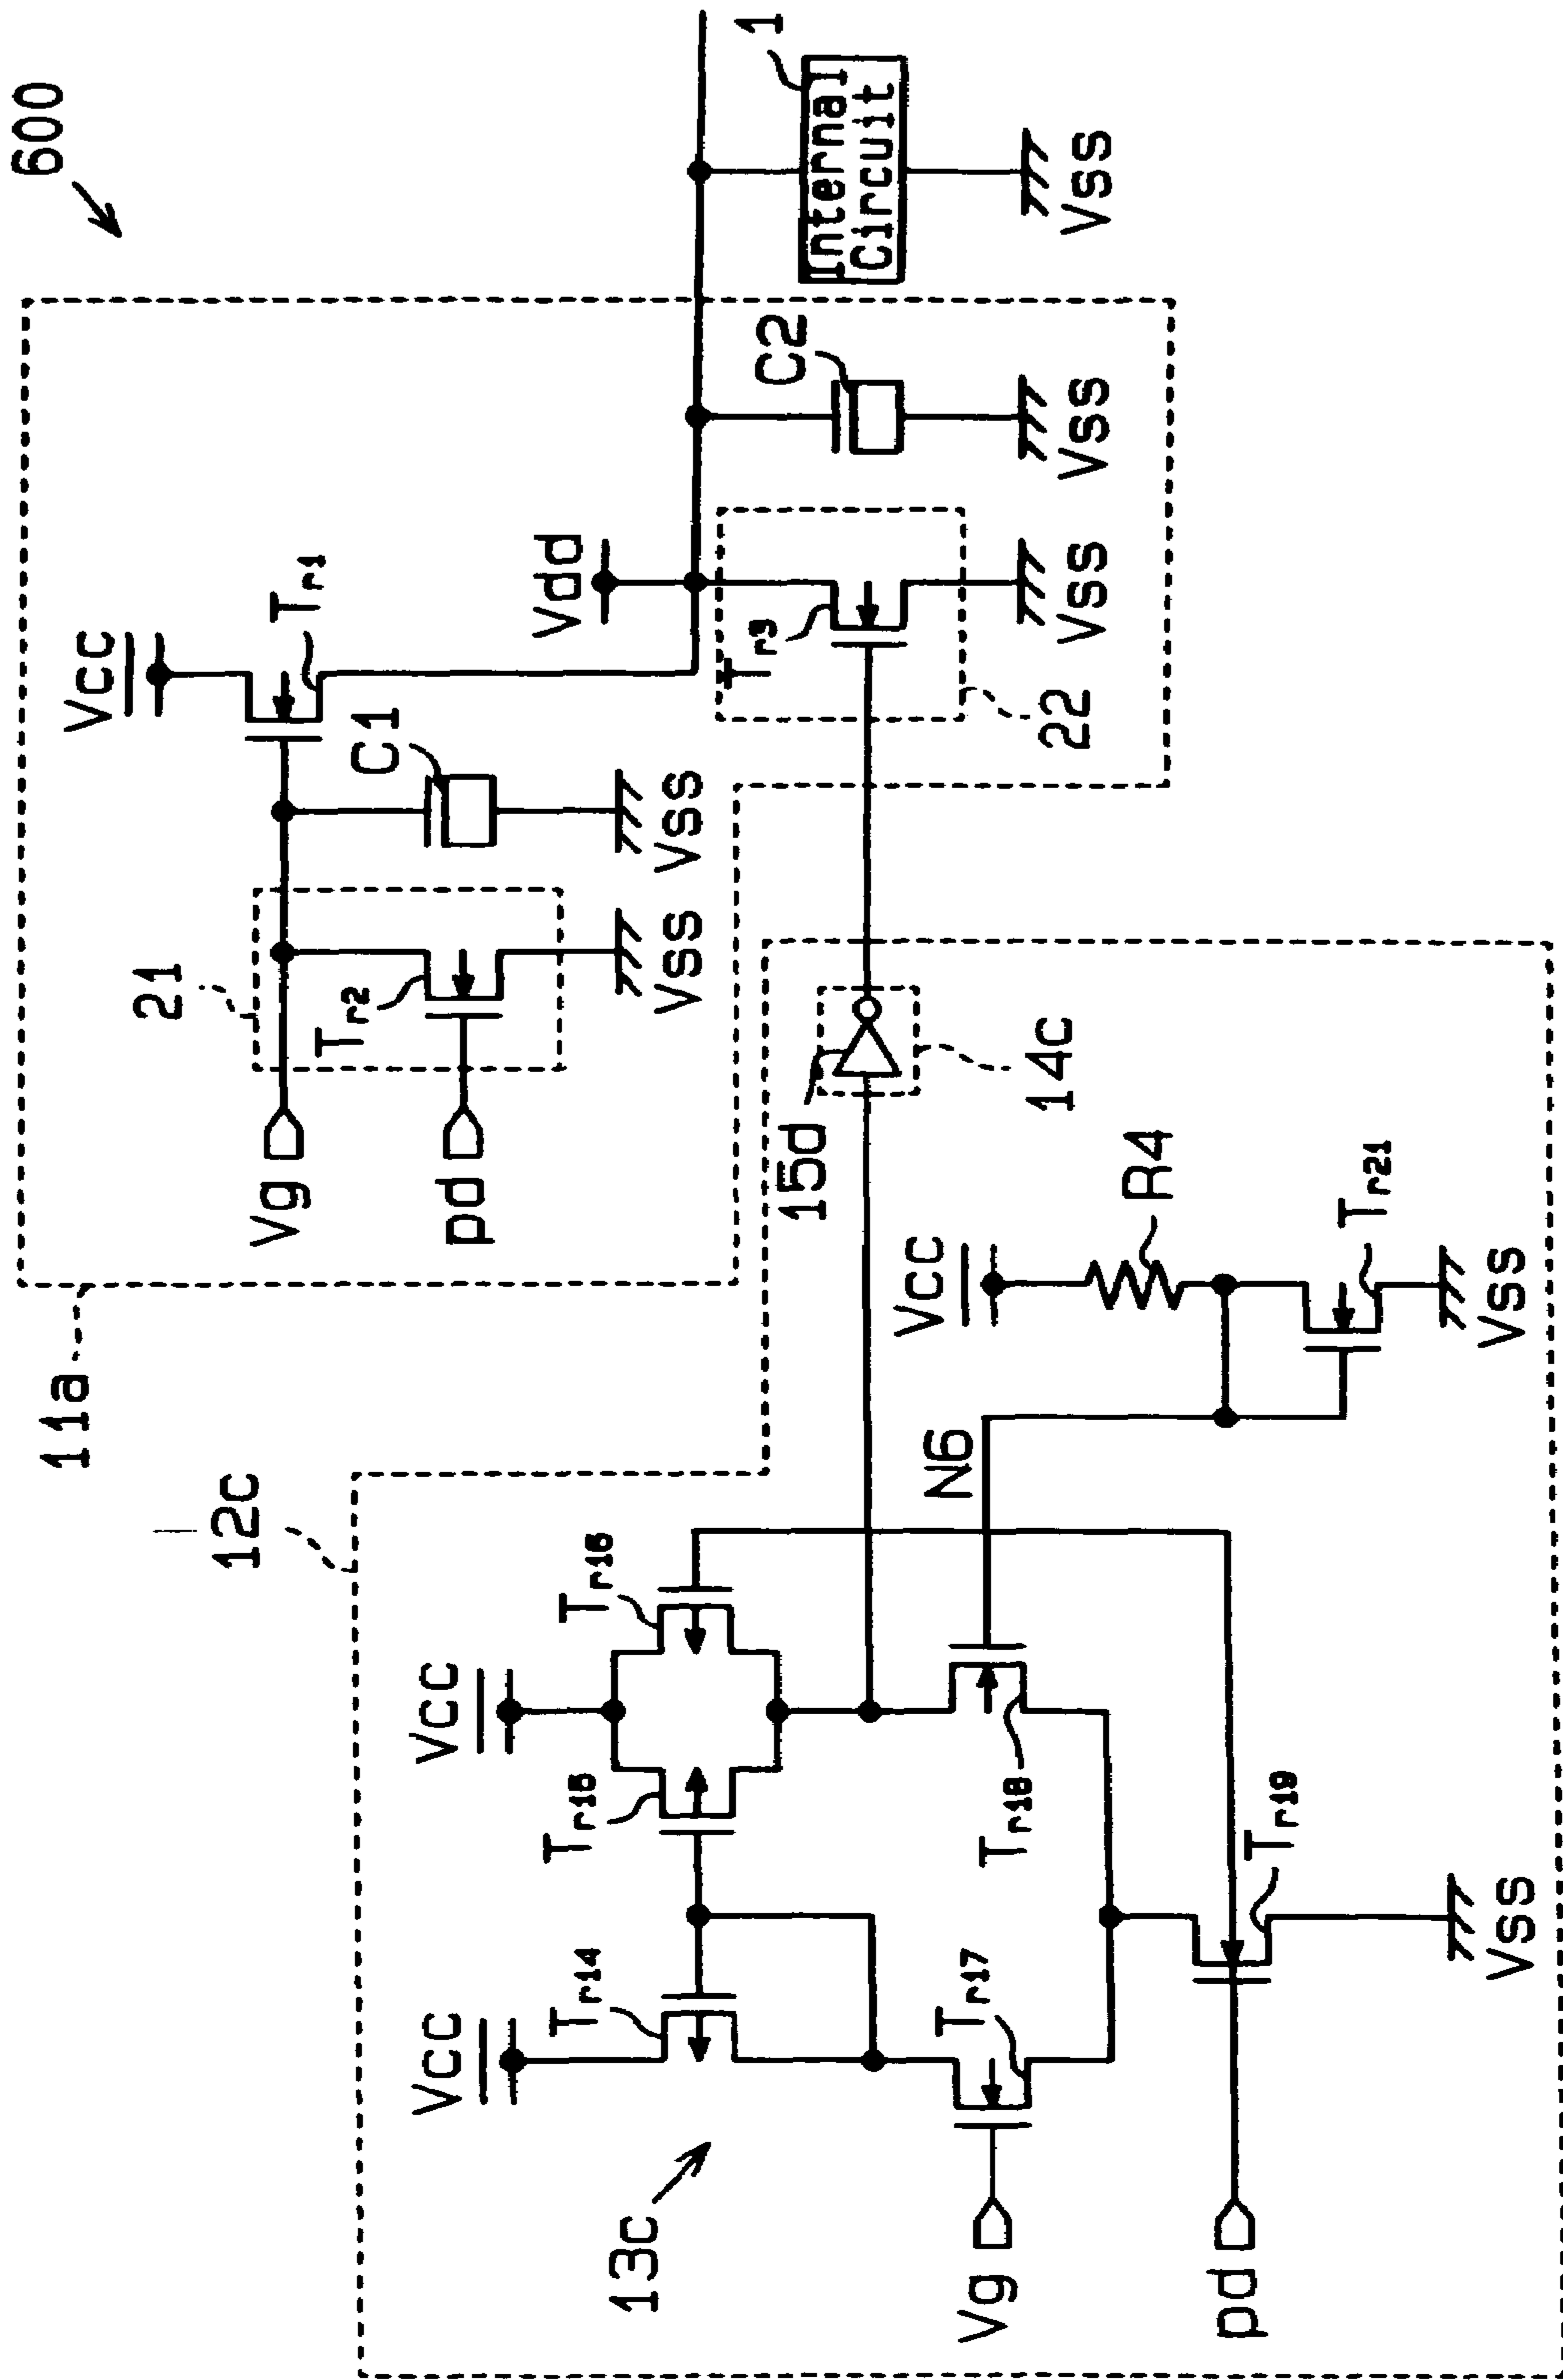 600
11a
Vcc
Tr1
C1
21
Tr2
Vg
pd
Vss
Vss
Vdd
Tr3
22
Vss
C2
Vss
1
Internal
Circuit
Vss
12c
13c
Vcc
Vcc
Tr14
Tr15
Tr16
Tr17
Tr18
Vg
pd
Tr19
Vss
N6
15d
14c
Vcc
R4
Tr21
Vss